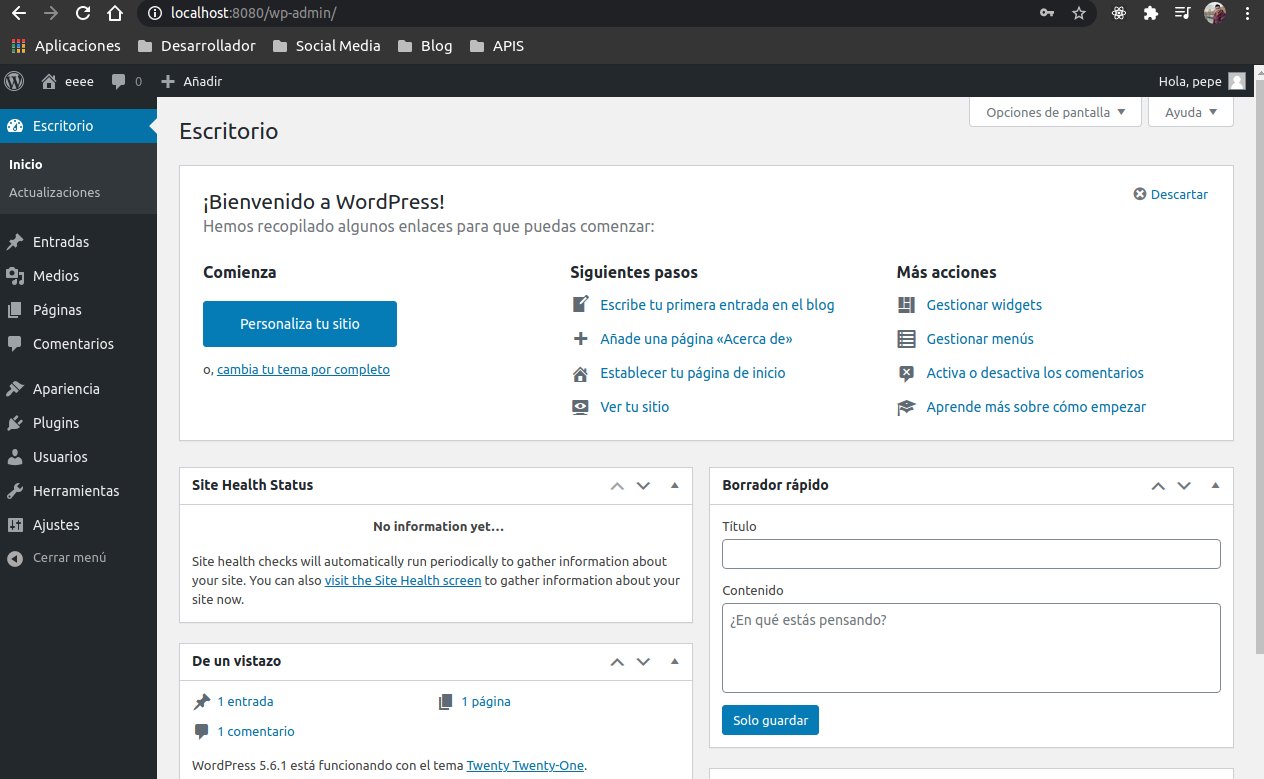 localhost:8080/wp-admin/
Aplicaciones Desarrollador Social Media Blog APIS
eeee 0 Añadir Hola, pepe
Escritorio
Inicio
Actualizaciones
Entradas
Medios
Páginas
Comentarios
Apariencia
Plugins
Usuarios
Herramientas
Ajustes
Cerrar menú
Opciones de pantalla Ayuda
Escritorio
¡Bienvenido a WordPress!
Descartar
Hemos recopilado algunos enlaces para que puedas comenzar:
Comienza
Personaliza tu sitio
o, cambia tu tema por completo
Siguientes pasos
Escribe tu primera entrada en el blog
Añade una página «Acerca de»
Establecer tu página de inicio
Ver tu sitio
Más acciones
Gestionar widgets
Gestionar menús
Activa o desactiva los comentarios
Aprende más sobre cómo empezar
Site Health Status
No information yet…
Site health checks will automatically run periodically to gather information about
your site. You can also visit the Site Health screen to gather information about your
site now.
De un vistazo
1 entrada 1 página
1 comentario
WordPress 5.6.1 está funcionando con el tema Twenty Twenty-One.
Borrador rápido
Título
Contenido
¿En qué estás pensando?
Solo guardar